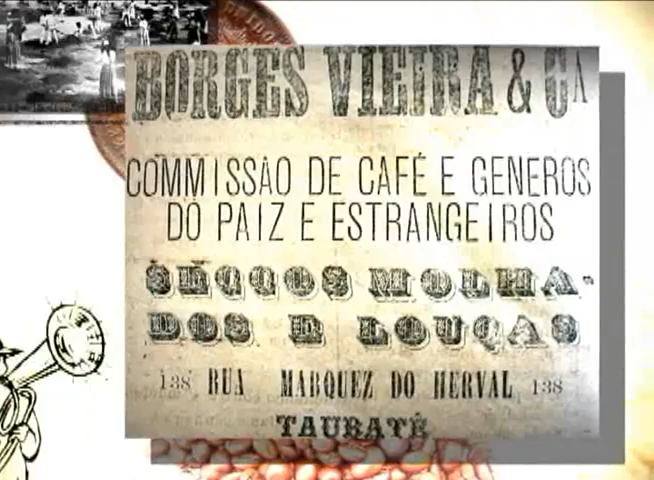 BORGES VIEIRA & CA
COMMISSÃO DE CAFÉ E GENEROS
DO PAIZ E ESTRANGEIROS
SECCOS MOLHA-
DOS E LOUÇAS
138 RUA MARQUEZ DO HERVAL 138
TAUBATÉ